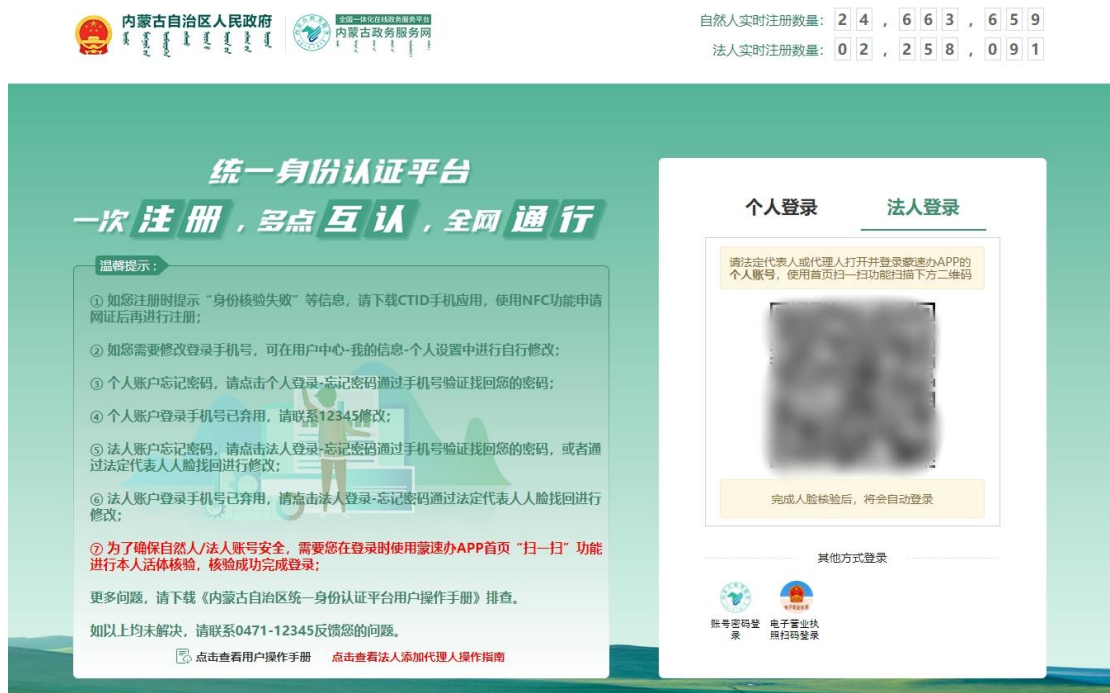 内蒙古自治区人民政府
全国一体化在线政务服务平台
内蒙古政务服务网
自然人实时注册数量： 24,663,659
法人实时注册数量： 02,258,091
统一身份认证平台
一次注册，多点互认，全网通行
温馨提示：
① 如您注册时提示“身份核验失败”等信息，请下载CTID手机应用，使用NFC功能申请
网证后再进行注册；
② 如您需要修改登录手机号，可在用户中心-我的信息-个人设置中进行自行修改；
③ 个人账户忘记密码，请点击个人登录-忘记密码通过手机号验证找回您的密码；
④ 个人账户登录手机号已弃用，请联系12345修改；
⑤ 法人账户忘记密码，请点击法人登录-忘记密码通过手机号验证找回您的密码，或者通
过法定代表人人脸找回进行修改；
⑥ 法人账户登录手机号已弃用，请点击法人登录-忘记密码通过法定代表人人脸找回进行
修改；
⑦ 为了确保自然人/法人账号安全，需要您在登录时使用蒙速办APP首页“扫一扫”功能
进行本人活体核验，核验成功完成登录；
更多问题，请下载《内蒙古自治区统一身份认证平台用户操作手册》排查。
如以上均未解决，请联系0471-12345反馈您的问题。
点击查看用户操作手册 点击查看法人添加代理人操作指南
个人登录 法人登录
请法定代表人或代理人打开并登录蒙速办APP的
个人账号，使用首页扫一扫功能扫描下方二维码
完成人脸核验后，将会自动登录
其他方式登录
账号密码登
录
电子营业执
照扫码登录